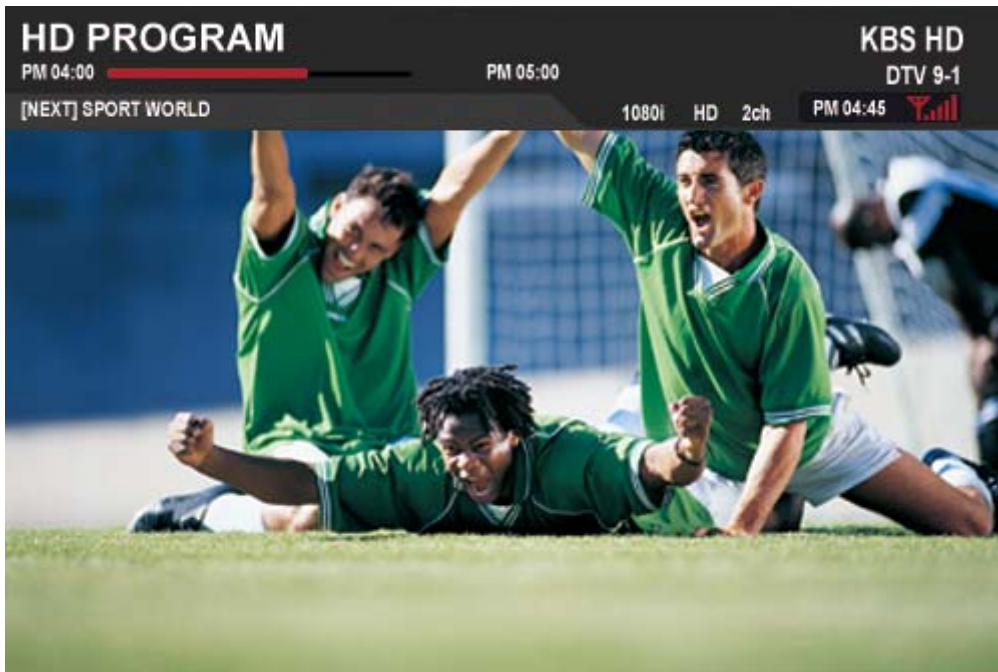 HD PROGRAM
KBS HD
PM 04:00
PM 05:00
DTV 9-1
[NEXT] SPORT WORLD
1080i HD 2ch PM 04:45